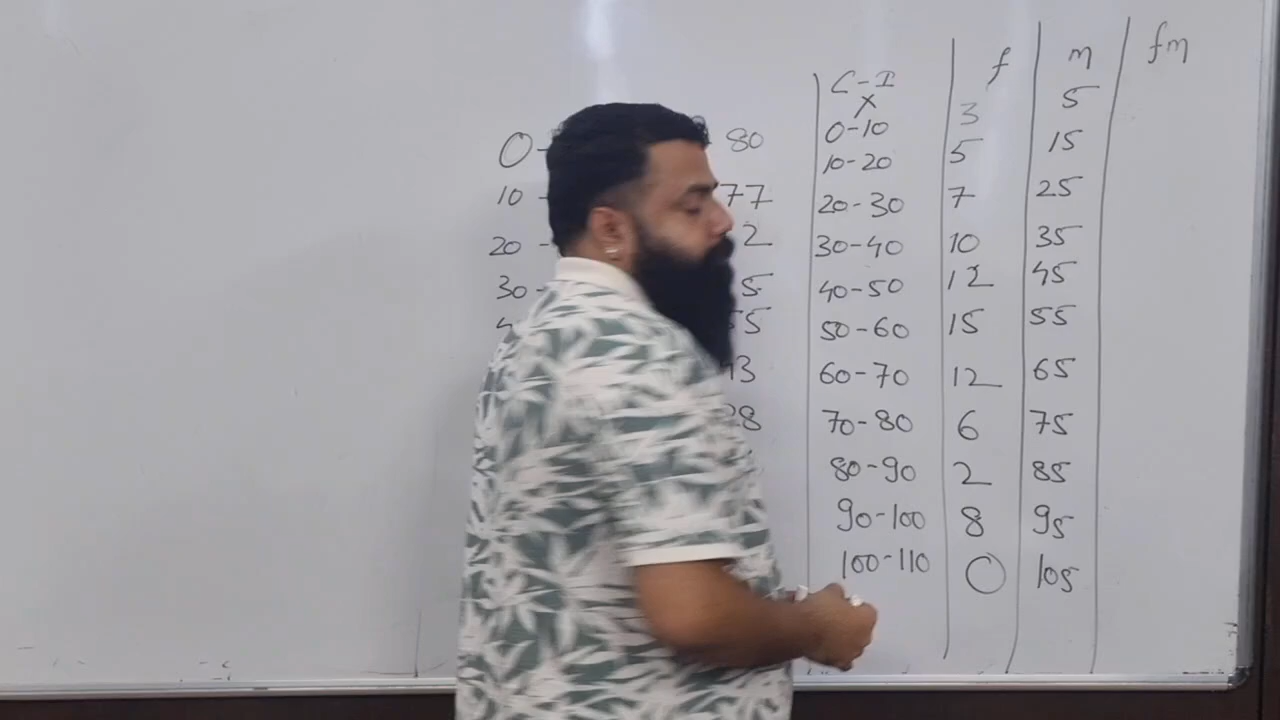 C-I f m fm
X
0-10 3 5
10-20 5 15
20-30 7 25
30-40 10 35
40-50 12 45
50-60 15 55
60-70 12 65
70-80 6 75
80-90 2 85
90-100 8 95
100-110 0 105
0- 80
10 - 77
20 - 2
30 - 5